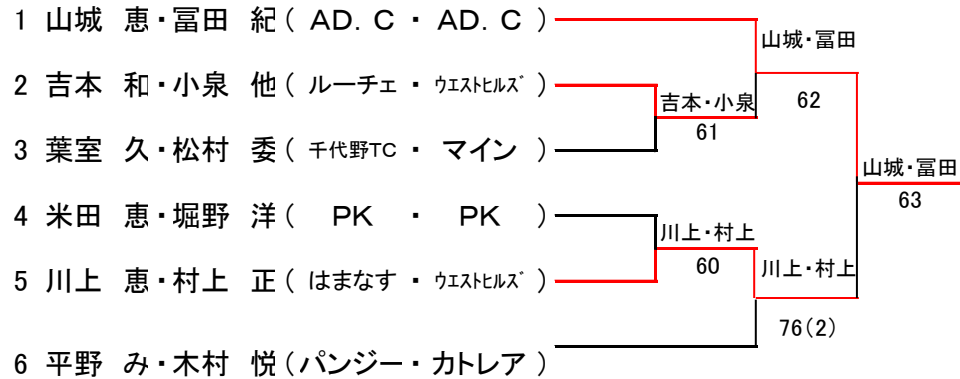 1 山城 恵・冨田 紀( AD. C ・ AD. C )
山城・冨田
2 吉本 和・小泉 他( ルーチェ ・ ウエストヒルズ )
吉本・小泉
62
61
3 葉室 久・松村 委( 千代野TC ・ マイン )
山城・冨田
63
4 米田 恵・堀野 洋( PK ・ PK )
川上・村上
60
川上・村上
5 川上 恵・村上 正( はまなす ・ ウエストヒルズ )
76(2)
6 平野 み・木村 悦(パンジー・カトレア )